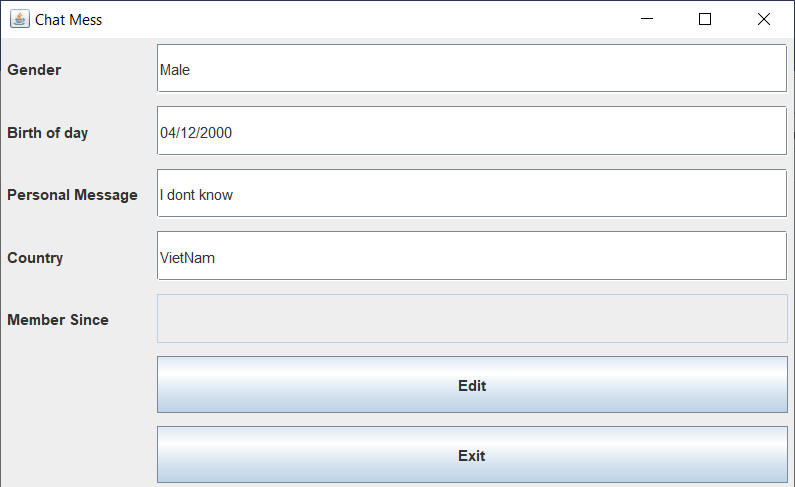 Chat Mess
Gender Male
Birth of day 04/12/2000
Personal Message I dont know
Country VietNam
Member Since
Edit
Exit